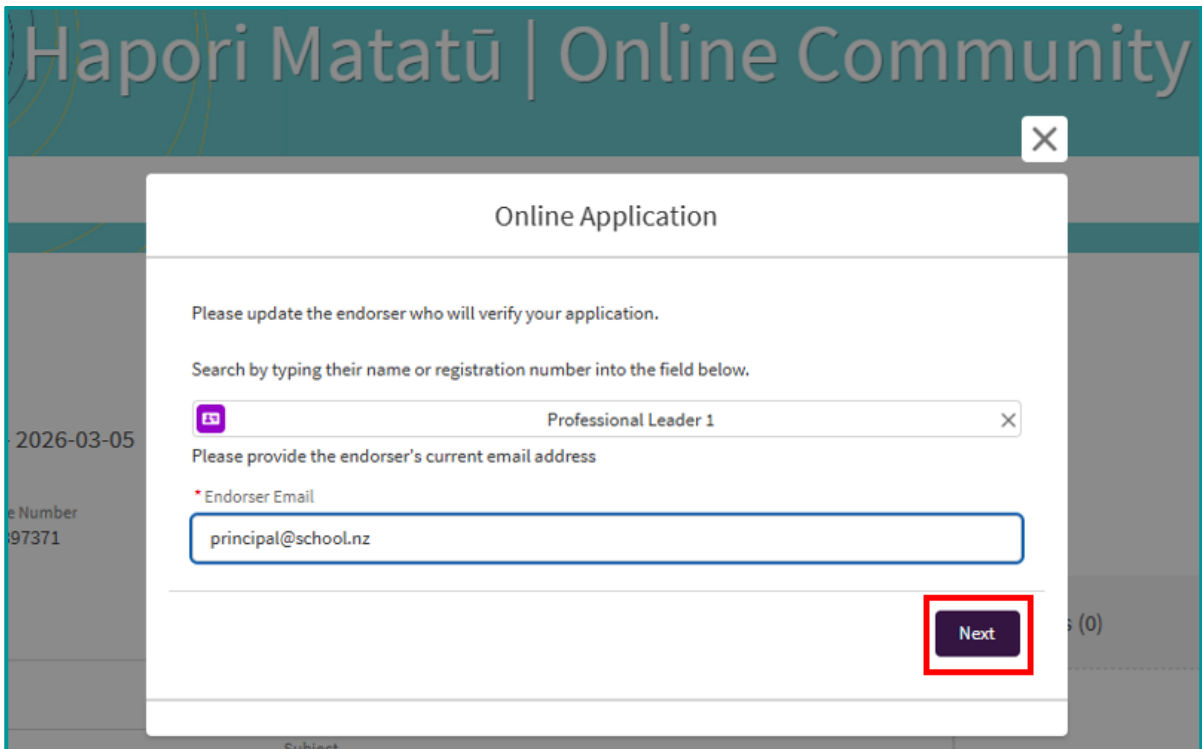 Hapori Matatū | Online Community
Online Application
Please update the endorser who will verify your application.
Search by typing their name or registration number into the field below.
Professional Leader 1
2026-03-05
Please provide the endorser's current email address
* Endorser Email
e Number
principal@school.nz
397371
Next
s (0)
Subject